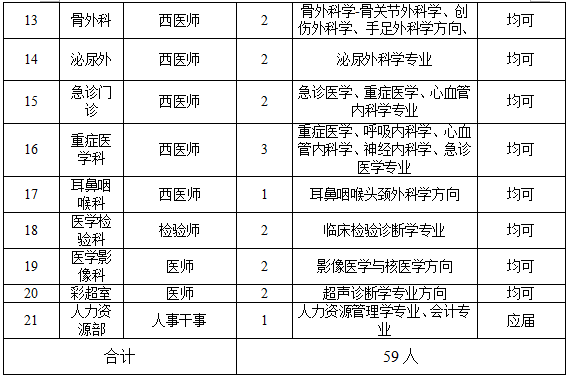 13 骨外科 西医师 2 骨外科学-骨关节外科学、创伤外科学、手足外科学方向、 均可
14 泌尿外 西医师 2 泌尿外科学专业 均可
15 急诊门诊 西医师 2 急诊医学、重症医学、心血管内科学专业 均可
16 重症医学科 西医师 3 重症医学、呼吸内科学、心血管内科学、神经内科学、急诊医学专业 均可
17 耳鼻咽喉科 西医师 1 耳鼻咽喉头颈外科学方向 均可
18 医学检验科 检验师 2 临床检验诊断学专业 均可
19 医学影像科 医师 2 影像医学与核医学方向 均可
20 彩超室 医师 2 超声诊断学专业方向 均可
21 人力资源部 人事干事 1 人力资源管理学专业、会计专业 应届
合计 59人